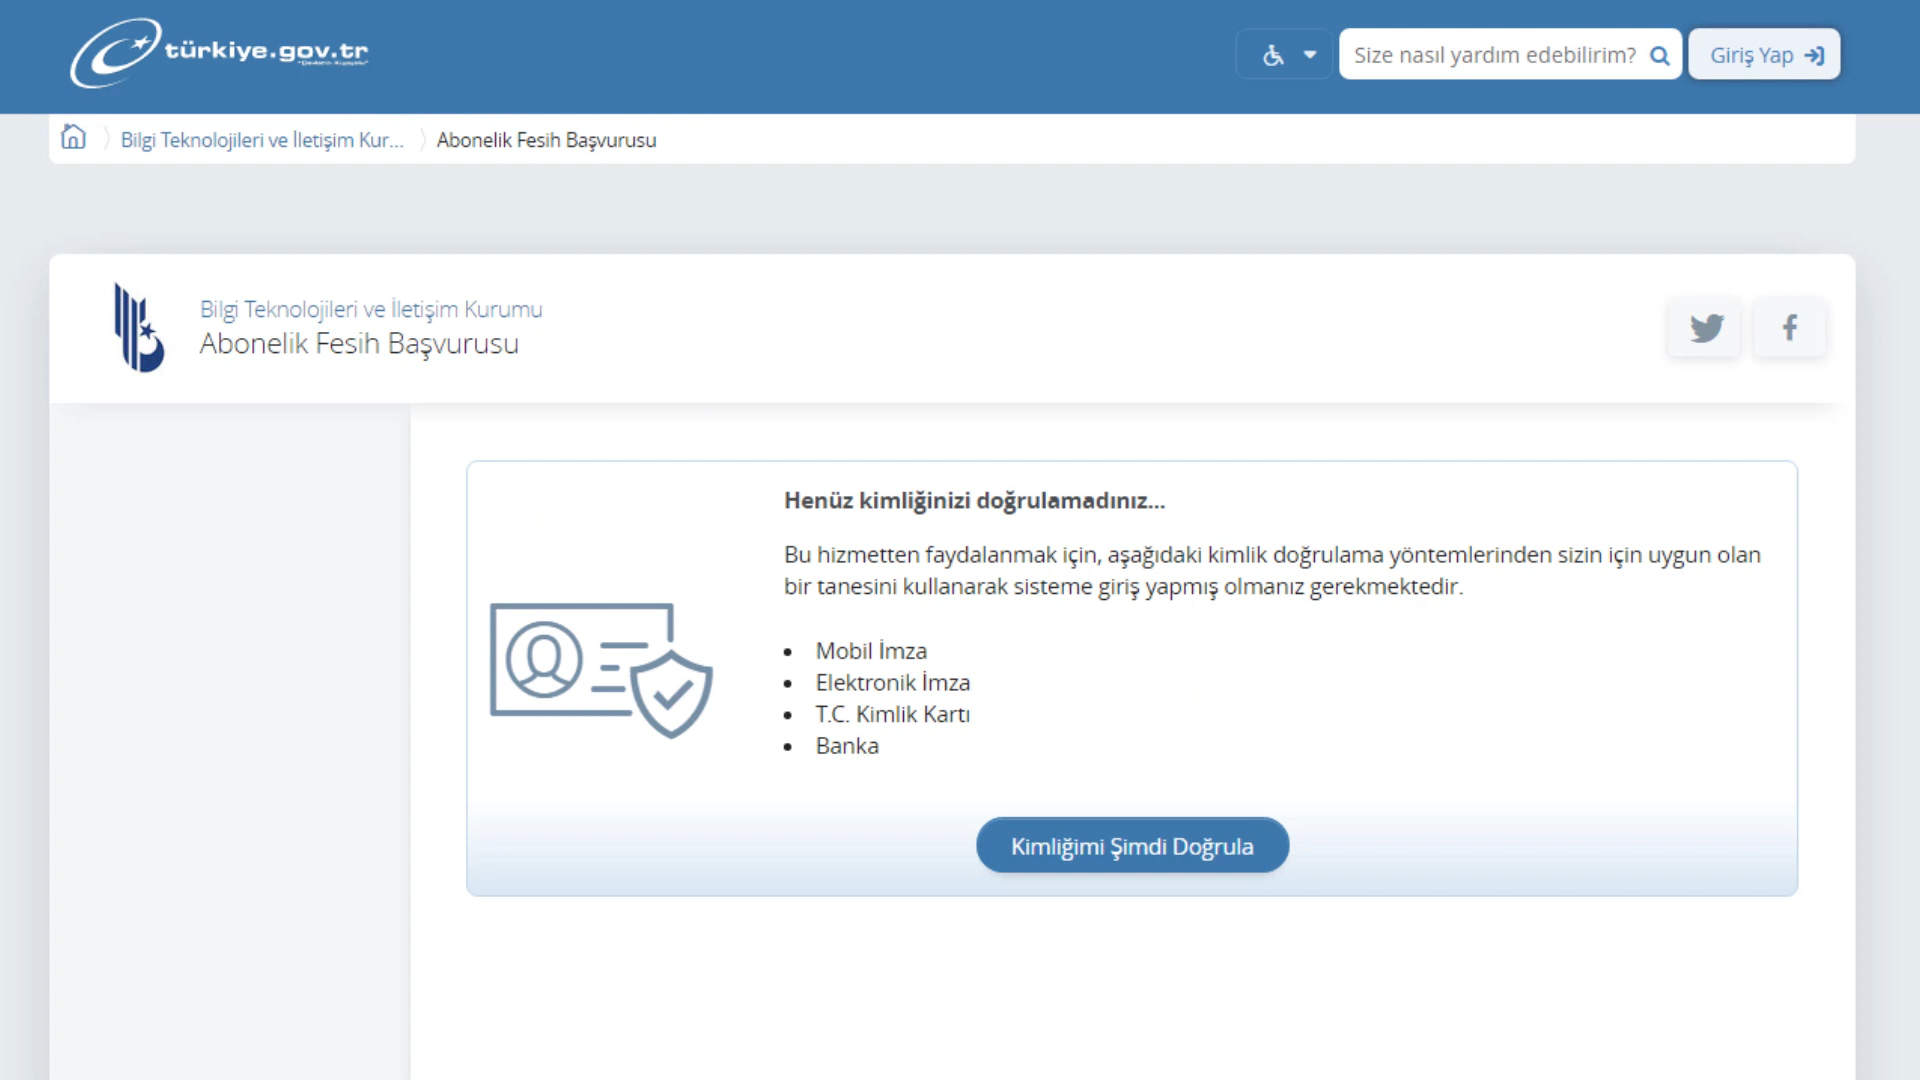 türkiye.gov.tr
Size nasıl yardım edebilirim?
Giriş Yap
Bilgi Teknolojileri ve İletişim Kur...
Abonelik Fesih Başvurusu
Bilgi Teknolojileri ve İletişim Kurumu
Abonelik Fesih Başvurusu
Henüz kimliğinizi doğrulamadınız...
Bu hizmetten faydalanmak için, aşağıdaki kimlik doğrulama yöntemlerinden sizin için uygun olan
bir tanesini kullanarak sisteme giriş yapmış olmanız gerekmektedir.
Mobil İmza
Elektronik İmza
T.C. Kimlik Kartı
Banka
Kimliğimi Şimdi Doğrula